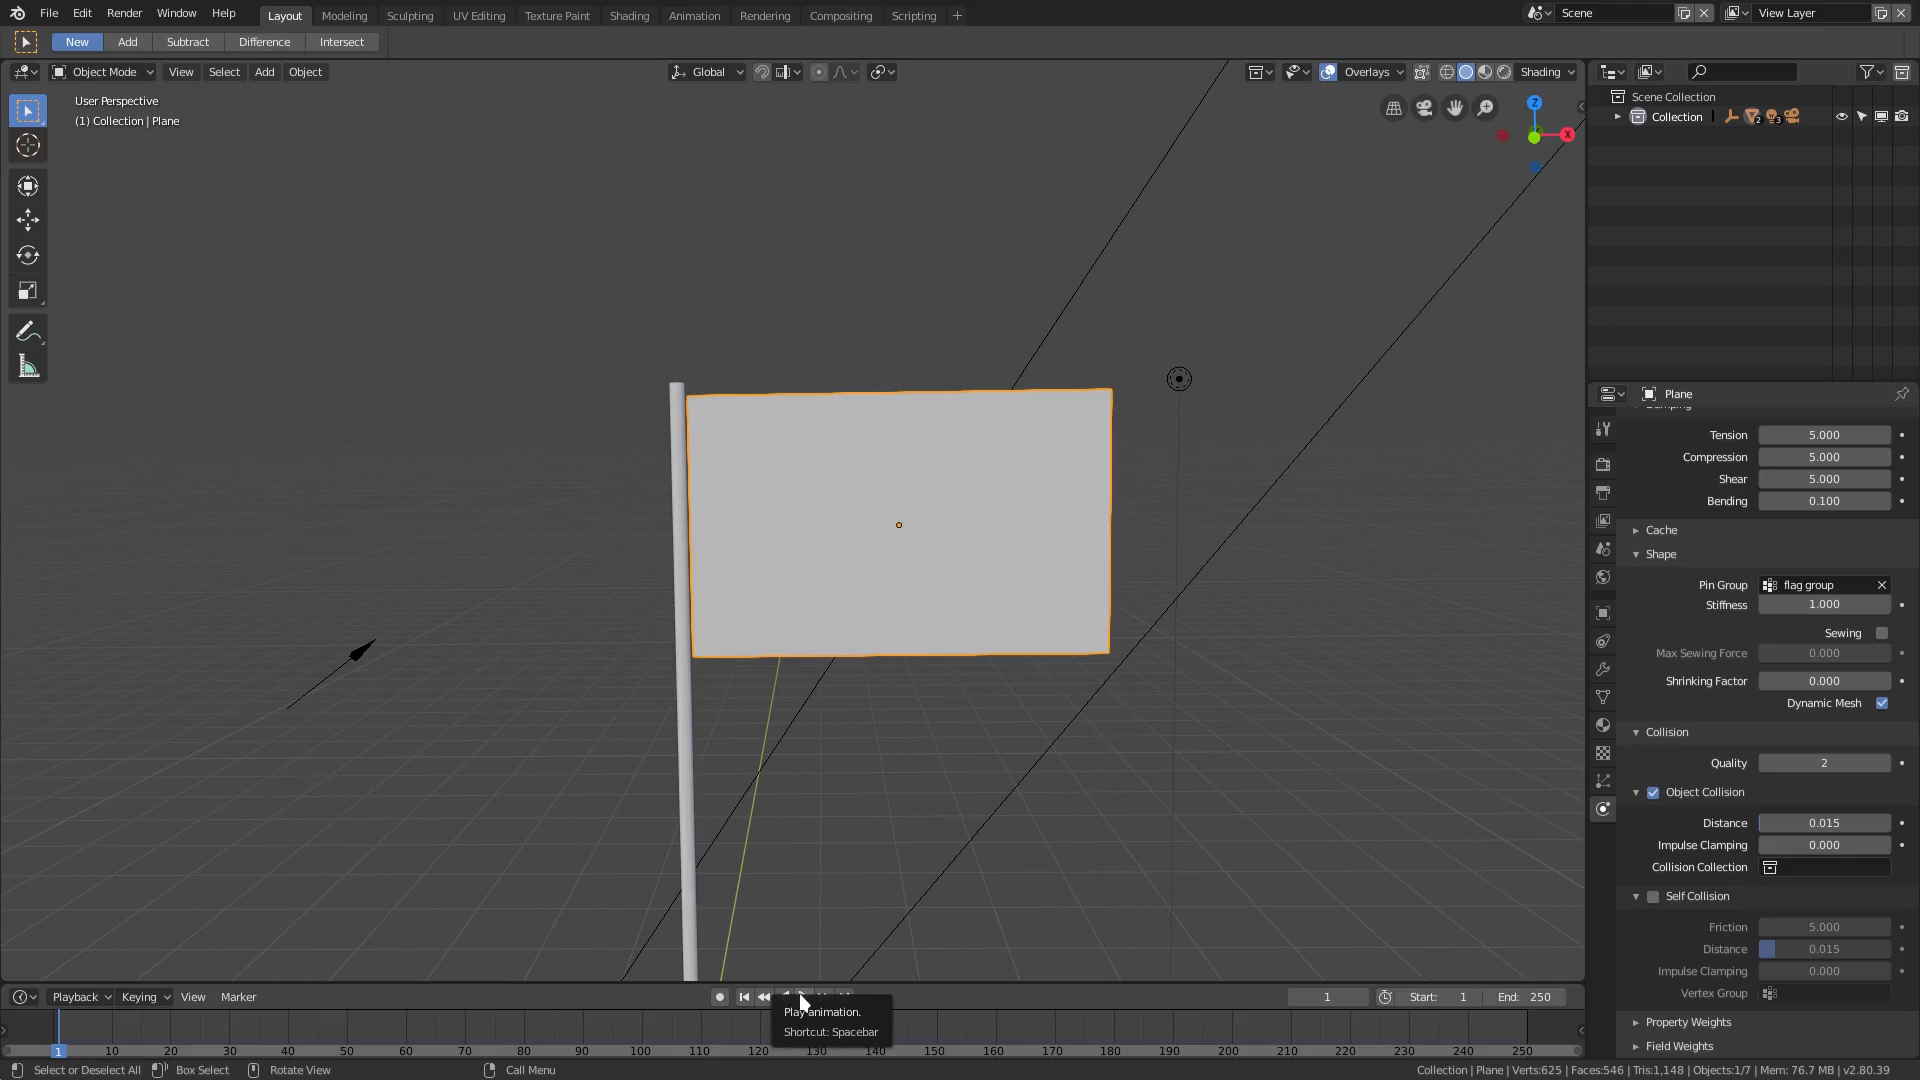 File Edit Render Window Help Layout Modeling Sculpting UV Editing Texture Paint Shading Animation Rendering Compositing Scripting + Scene View Layer
New Add Subtract Difference Intersect
Object Mode View Select Add Object Global Overlays Shading
User Perspective
(1) Collection | Plane
Z
X
Scene Collection
Collection 2 3
Plane
Tension 5.000
Compression 5.000
Shear 5.000
Bending 0.100
Cache
Shape
Pin Group flag group
Stiffness 1.000
Sewing
Max Sewing Force 0.000
Shrinking Factor 0.000
Dynamic Mesh
Collision
Quality 2
Object Collision
Distance 0.015
Impulse Clamping 0.000
Collision Collection
Self Collision
Friction 5.000
Distance 0.015
Impulse Clamping 0.000
Vertex Group
Property Weights
Field Weights
Playback Keying View Marker 1 Start: 1 End: 250
Play animation.
Shortcut: Spacebar
1 10 20 30 40 50 60 70 80 90 100 110 120 130 140 150 160 170 180 190 200 210 220 230 240 250
Select or Deselect All Box Select Rotate View Call Menu Collection | Plane | Verts:625 | Faces:546 | Tris:1,148 | Objects:1/7 | Mem: 76.7 MB | v2.80.39